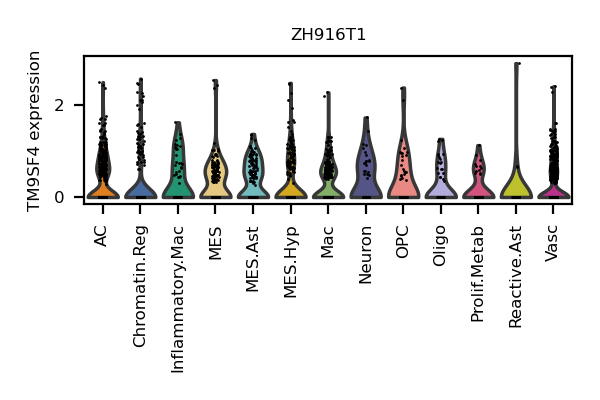 ZH916T1
TM9SF4 expression
2
0
AC
Chromatin.Reg
Inflammatory.Mac
MES
MES.Ast
MES.Hyp
Mac
Neuron
OPC
Oligo
Prolif.Metab
Reactive.Ast
Vasc